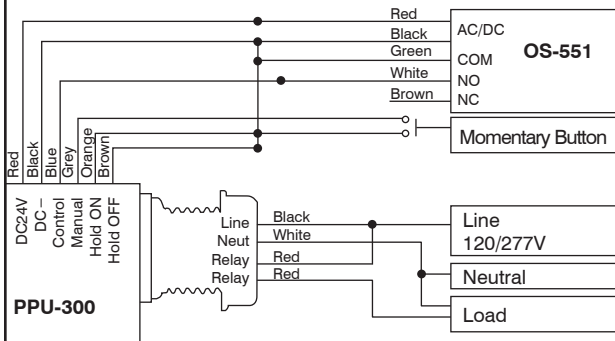 Red
Black
Green
White
Brown
AC/DC
COM
NO
NC
OS-551
Momentary Button
Red
Black
Blue
Grey
Orange
Brown
DC24V
DC –
Control
Manual
Hold ON
Hold OFF
PPU-300
Line
Neut
Relay
Relay
Black
White
Red
Red
Line
120/277V
Neutral
Load